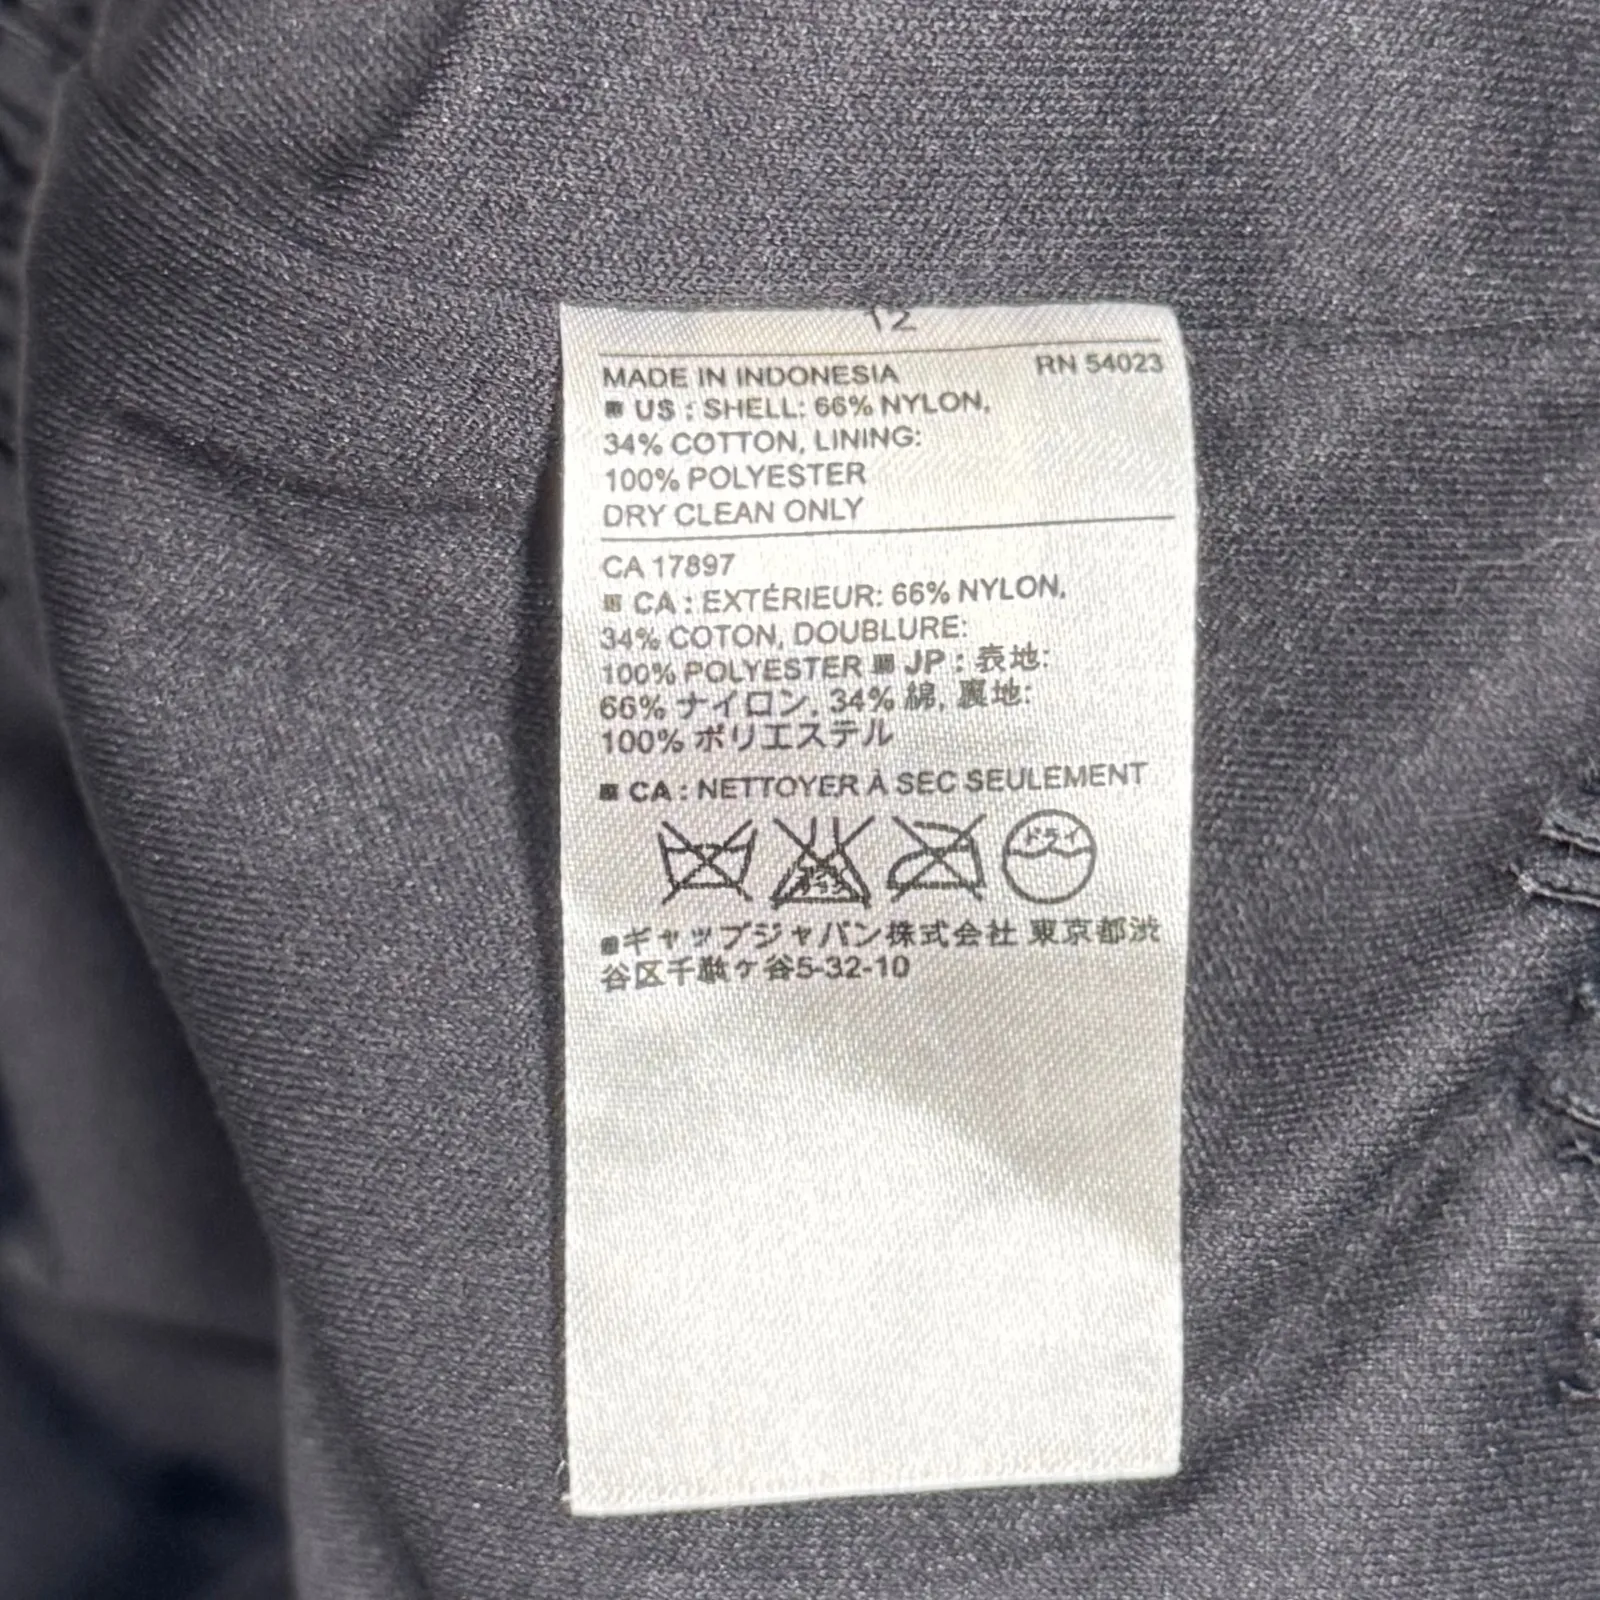 12
MADE IN INDONESIA RN 54023
US : SHELL: 66% NYLON,
34% COTTON, LINING:
100% POLYESTER
DRY CLEAN ONLY
CA 17897
CA : EXTÉRIEUR: 66% NYLON,
34% COTON, DOUBLURE:
100% POLYESTER ■ JP : 表地:
66% ナイロン, 34% 綿, 裏地:
100% ポリエステル
■ CA : NETTOYER À SEC SEULEMENT
ドライ
■ギャップジャパン株式会社 東京都渋
谷区千駄ケ谷5-32-10